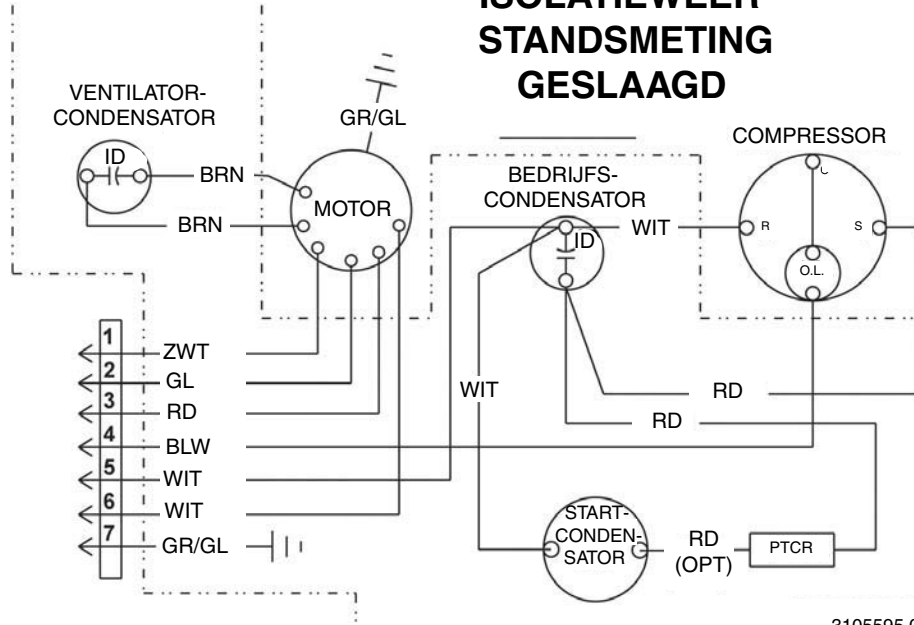 STANDSMETING
GESLAAGD
VENTILATOR-
CONDENSATOR
ID
BRN
BRN
GR/GL
MOTOR
BEDRIJFS-
CONDENSATOR
ID
WIT
COMPRESSOR
R
S
O.L.
1
ZWT
2
GL
3
RD
4
BLW
5
WIT
6
WIT
7
GR/GL
WIT
RD
RD
START-
CONDEN-
SATOR
RD
(OPT)
PTCR